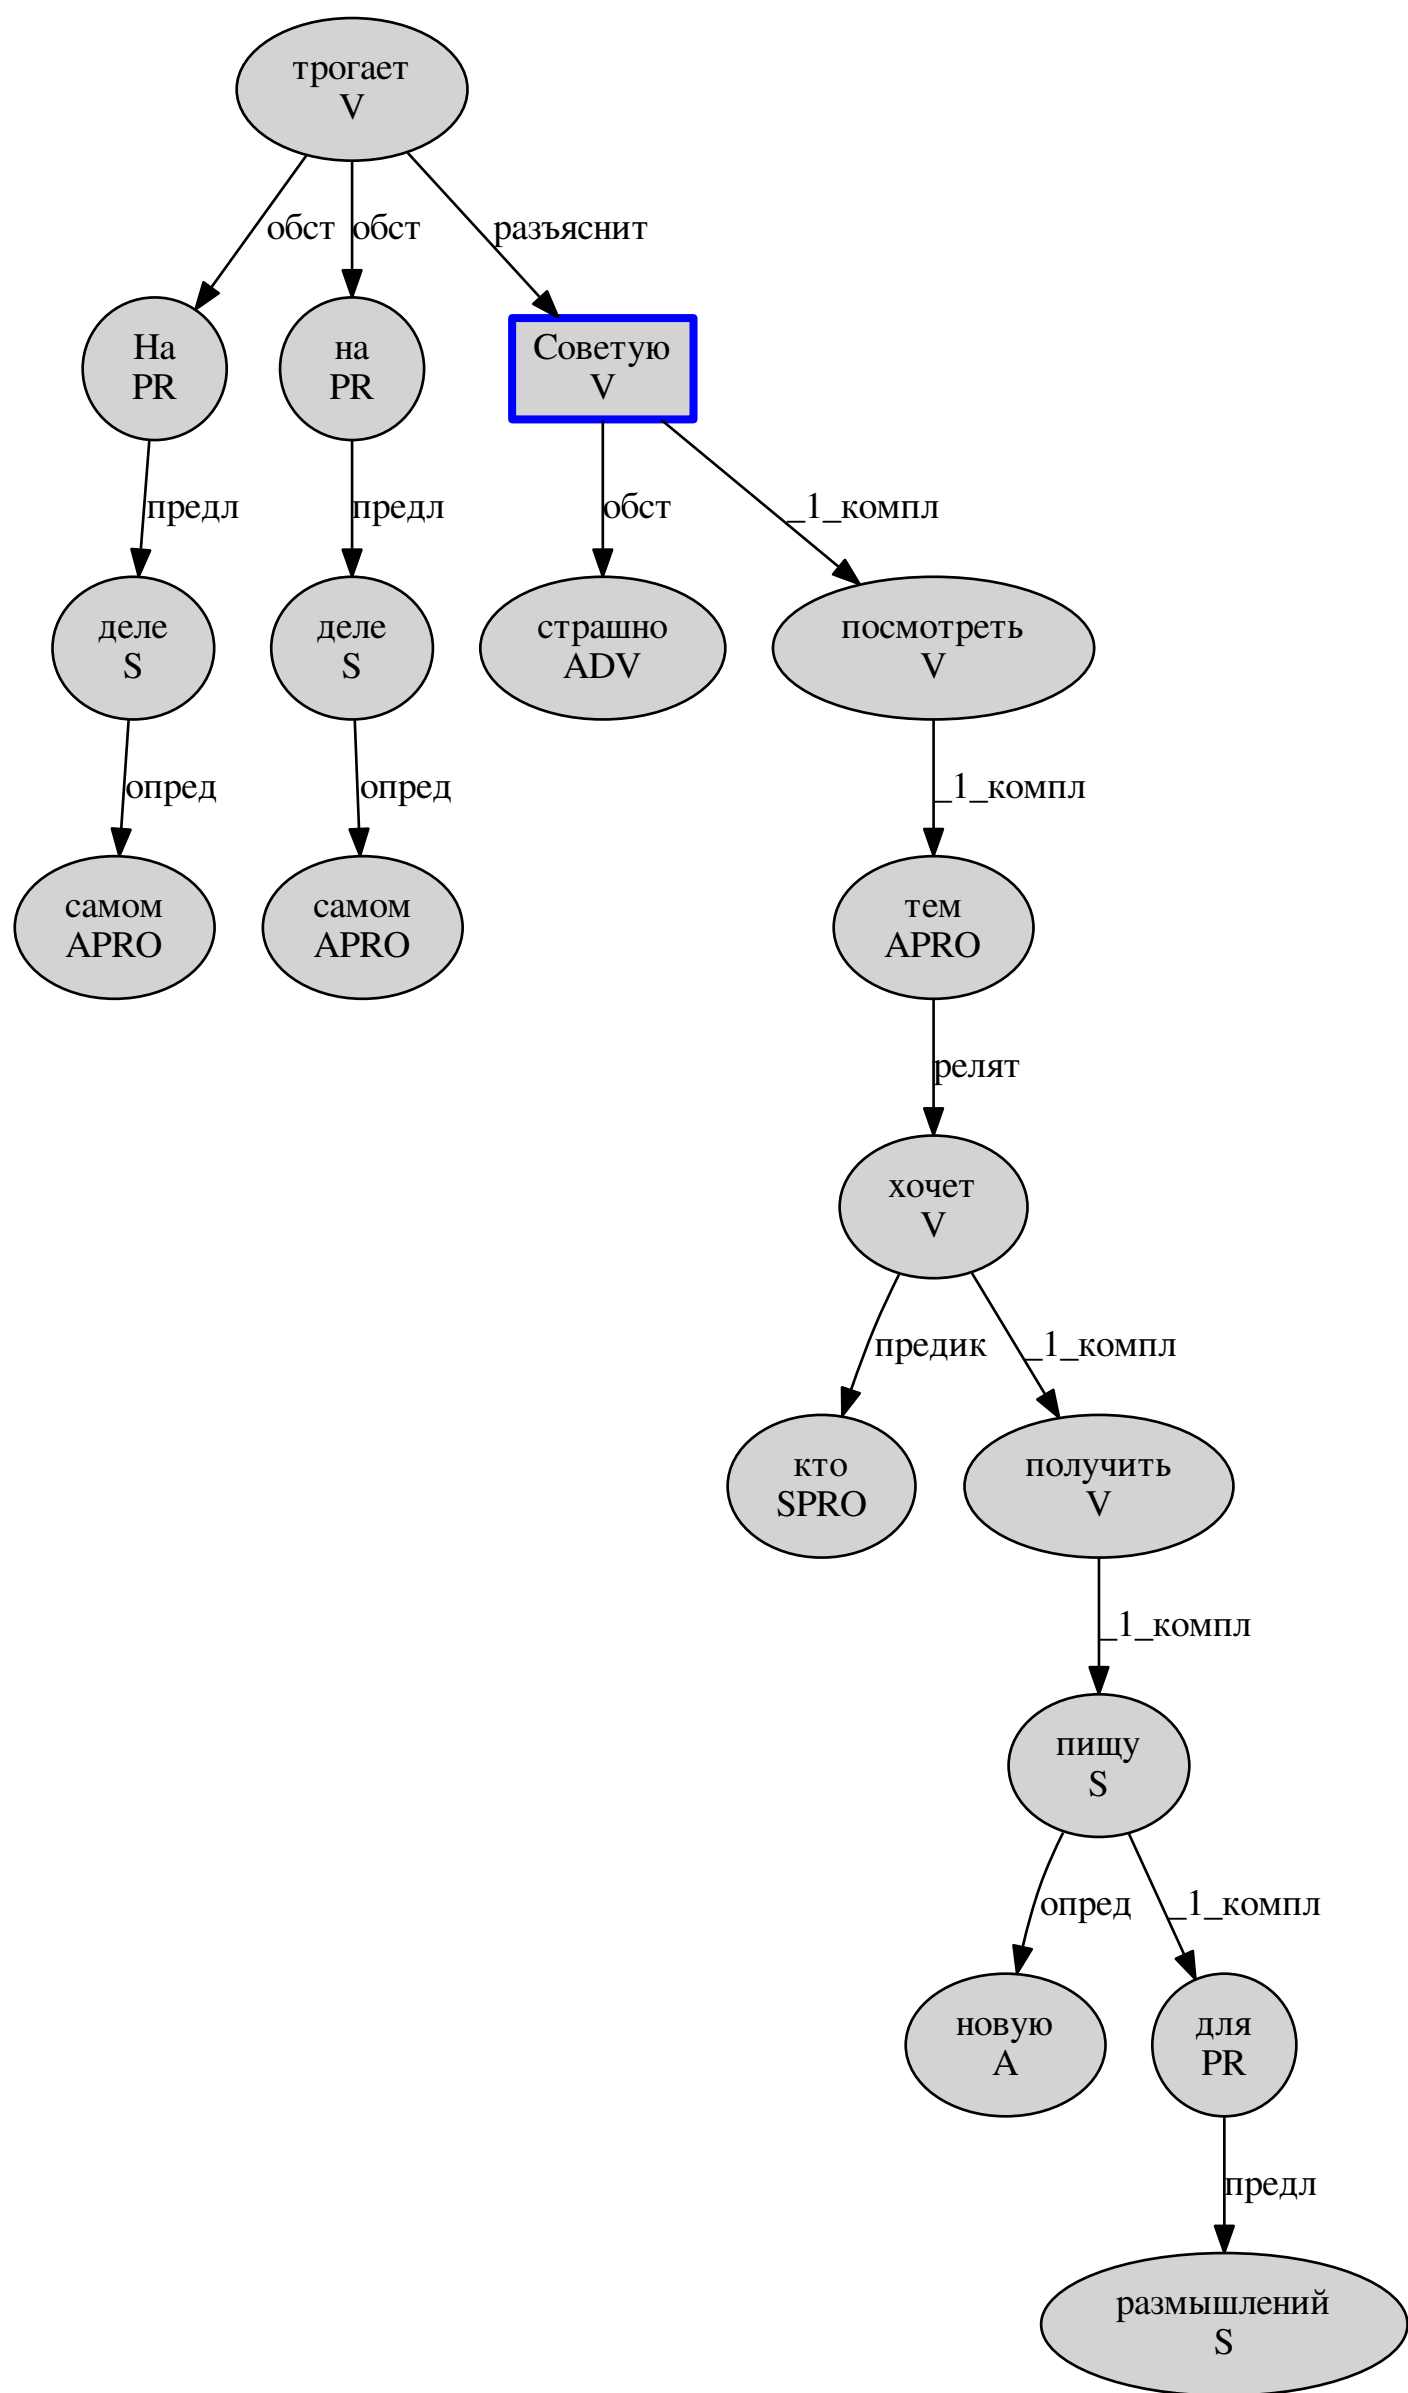 трогает
V
обст
обст
разъяснит
На
PR
на
PR
Советую
V
предл
предл
обст
_1_компл
деле
S
деле
S
страшно
ADV
посмотреть
V
опред
опред
_1_компл
самом
APRO
самом
APRO
тем
APRO
релят
хочет
V
предик
_1_компл
кто
SPRO
получить
V
_1_компл
пищу
S
опред
_1_компл
новую
A
для
PR
предл
размышлений
S